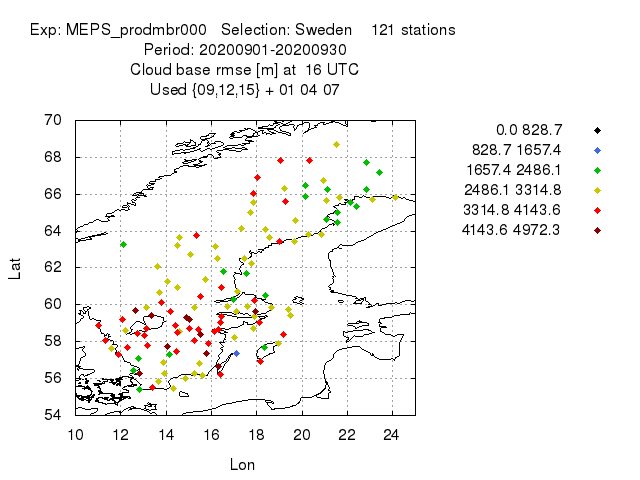 Exp: MEPS_prodmbr000 Selection: Sweden 121 stations
Period: 20200901-20200930
Cloud base rmse [m] at 16 UTC
Used {09,12,15} + 01 04 07
0.0 828.7
828.7 1657.4
1657.4 2486.1
2486.1 3314.8
3314.8 4143.6
4143.6 4972.3
70
68
66
64
62
60
58
56
54
Lat
10 12 14 16 18 20 22 24
Lon